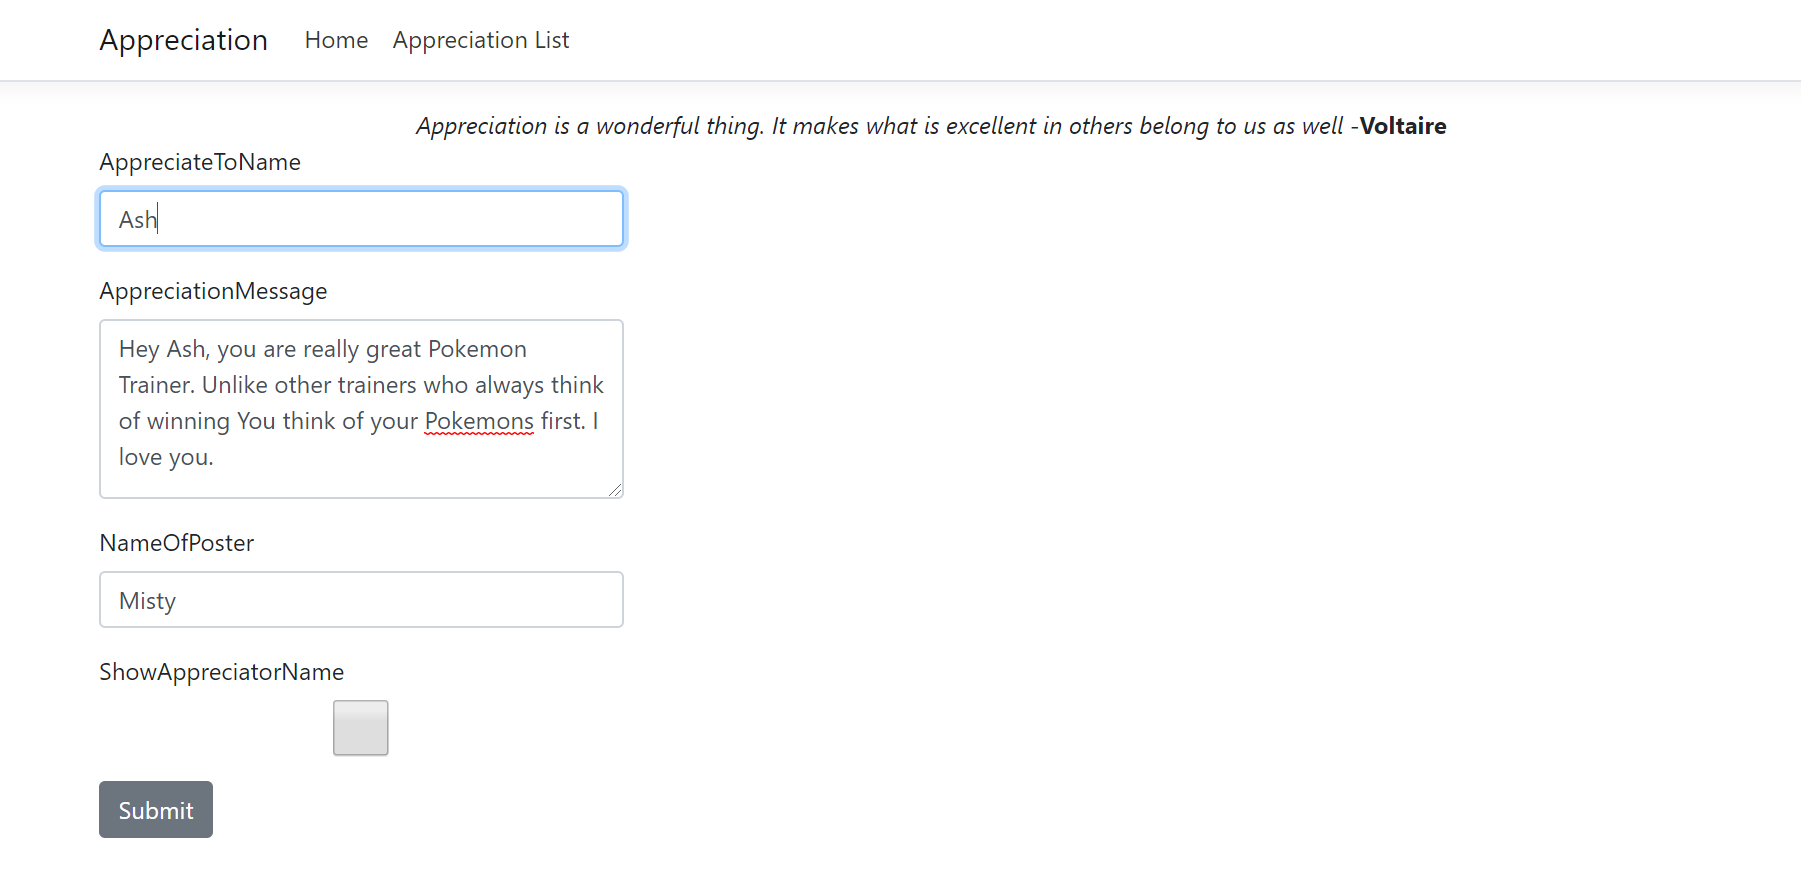 Appreciation Home Appreciation List
Appreciation is a wonderful thing. It makes what is excellent in others belong to us as well -Voltaire
AppreciateToName
Ash
AppreciationMessage
Hey Ash, you are really great Pokemon
Trainer. Unlike other trainers who always think
of winning You think of your Pokemons first. I
love you.
NameOfPoster
Misty
ShowAppreciatorName
Submit